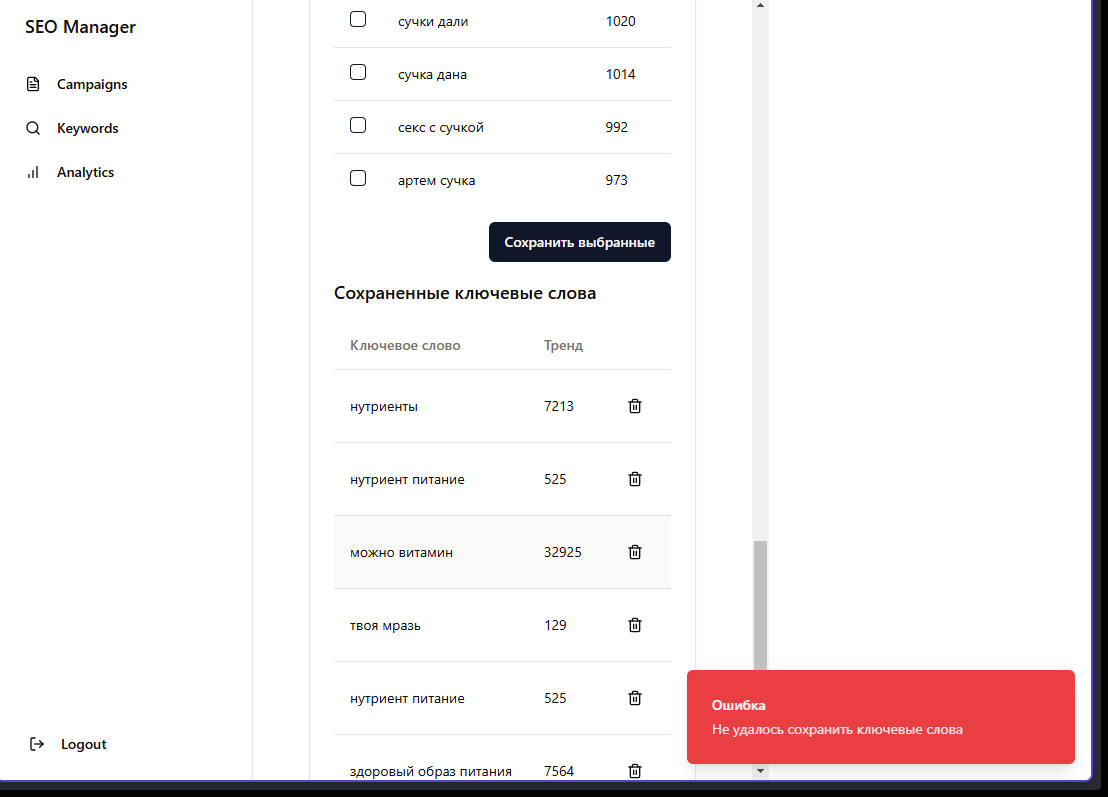 SEO Manager
Campaigns
Keywords
Analytics
Logout
сучки дали 1020
сучка дана 1014
секс с сучкой 992
артем сучка 973
Сохранить выбранные
Сохраненные ключевые слова
Ключевое слово Тренд
нутриенты 7213
нутриент питание 525
можно витамин 32925
твоя мразь 129
нутриент питание 525
здоровый образ питания 7564
Ошибка
Не удалось сохранить ключевые слова